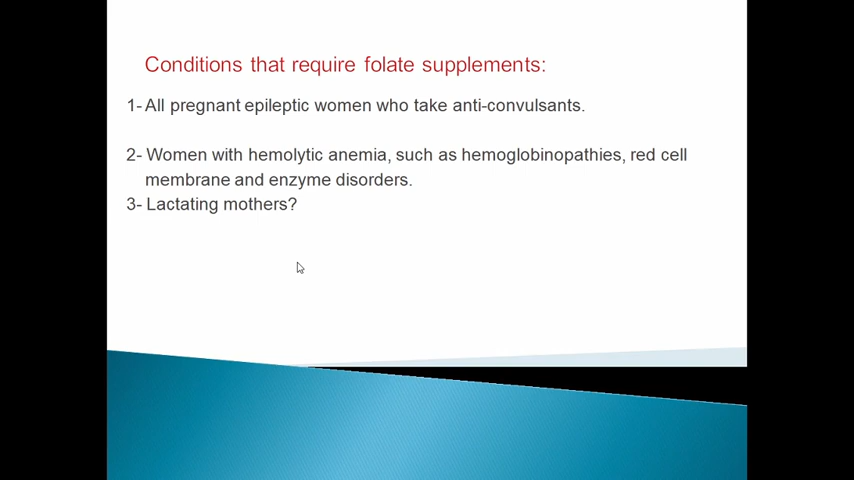 Conditions that require folate supplements:
1- All pregnant epileptic women who take anti-convulsants.
2- Women with hemolytic anemia, such as hemoglobinopathies, red cell
membrane and enzyme disorders.
3- Lactating mothers?